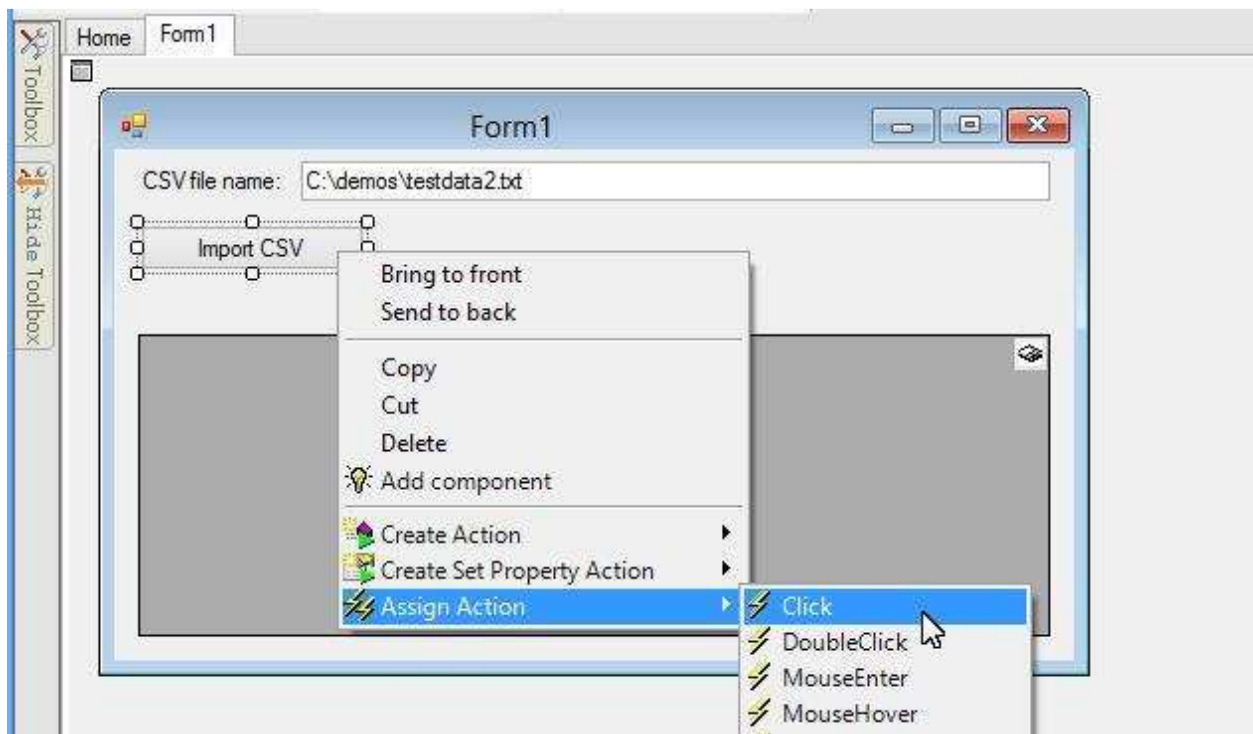 Home Form1
Toolbox
Hide Toolbox
Form1
CSV file name: C:\demos\testdata2.txt
Import CSV
Bring to front
Send to back
Copy
Cut
Delete
Add component
Create Action
Create Set Property Action
Assign Action
Click
DoubleClick
MouseEnter
MouseHover